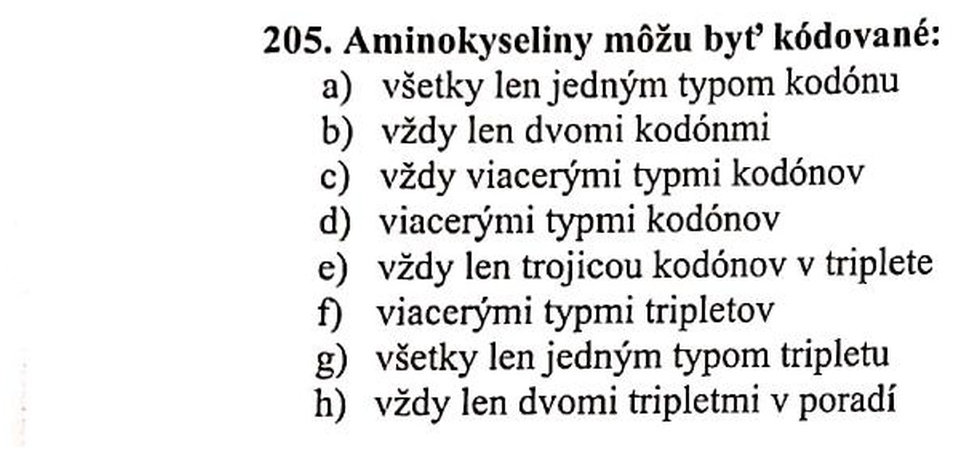 205. Aminokyseliny môžu byť kódované:
a) všetky len jedným typom kodónu
b) vždy len dvomi kodónmi
c) vždy viacerými typmi kodónov
d) viacerými typmi kodónov
e) vždy len trojicou kodónov v triplete
f) viacerými typmi tripletov
g) všetky len jedným typom tripletu
h) vždy len dvomi tripletmi v poradí